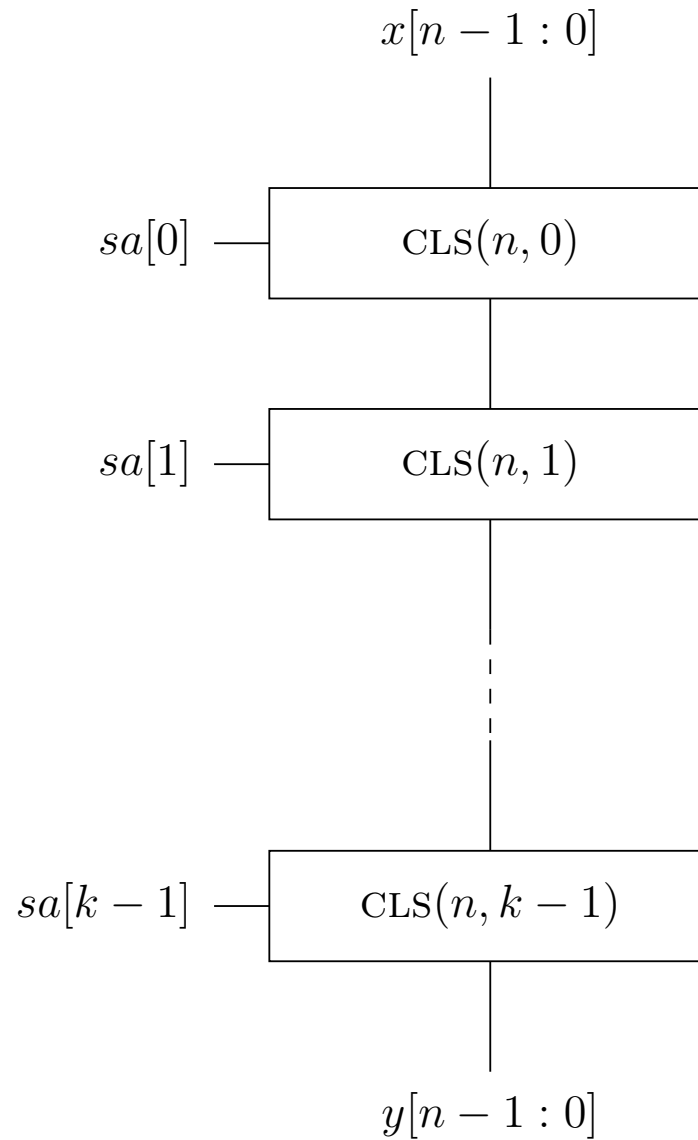 x[n − 1 : 0]
sa[0] CLS(n, 0)
sa[1] CLS(n, 1)
sa[k − 1] CLS(n, k − 1)
y[n − 1 : 0]